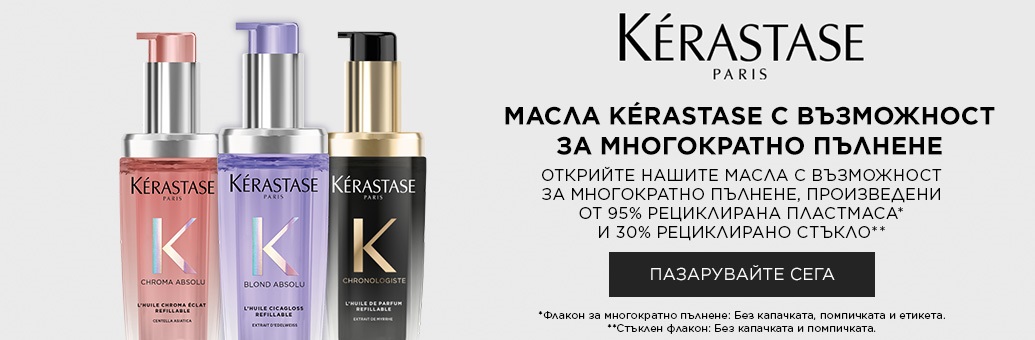 KÉRASTASE
PARIS
МАСЛА KÉRASTASE С ВЪЗМОЖНОСТ
ЗА МНОГОКРАТНО ПЪЛНЕНЕ
ОТКРИЙТЕ НАШИТЕ МАСЛА С ВЪЗМОЖНОСТ
ЗА МНОГОКРАТНО ПЪЛНЕНЕ, ПРОИЗВЕДЕНИ
ОТ 95% РЕЦИКЛИРАНА ПЛАСТМАСА*
И 30% РЕЦИКЛИРАНО СТЪКЛО**
ПАЗАРУВАЙТЕ СЕГА
*Флакон за многократно пълнене: Без капачката, помпичката и етикета.
**Стъклен флакон: Без капачката и помпичката.
KÉRASTASE
PARIS
K
CHROMA ABSOLU
L'HUILE CHROMA ÉCLAT
REFILLABLE
CENTELLA ASIATICA
KÉRASTASE
PARIS
K
BLOND ABSOLU
L'HUILE CICAGLOSS
REFILLABLE
EXTRAIT D'EDELWEISS
KÉRASTASE
PARIS
K
CHRONOLOGISTE
L'HUILE DE PARFUM
REFILLABLE
EXTRAIT DE MYRRHE